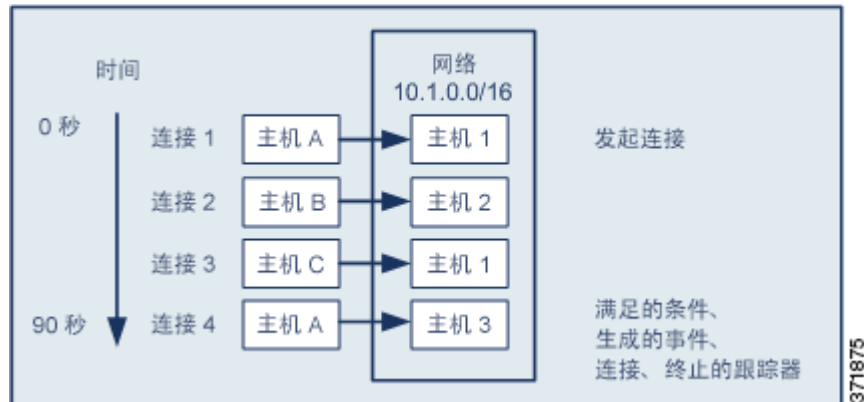 时间
网络
10.1.0.0/16
0 秒
连接 1
主机 A
主机 1
发起连接
连接 2
主机 B
主机 2
连接 3
主机 C
主机 1
90 秒
连接 4
主机 A
主机 3
满足的条件、
生成的事件、
连接、终止的跟踪器
371875